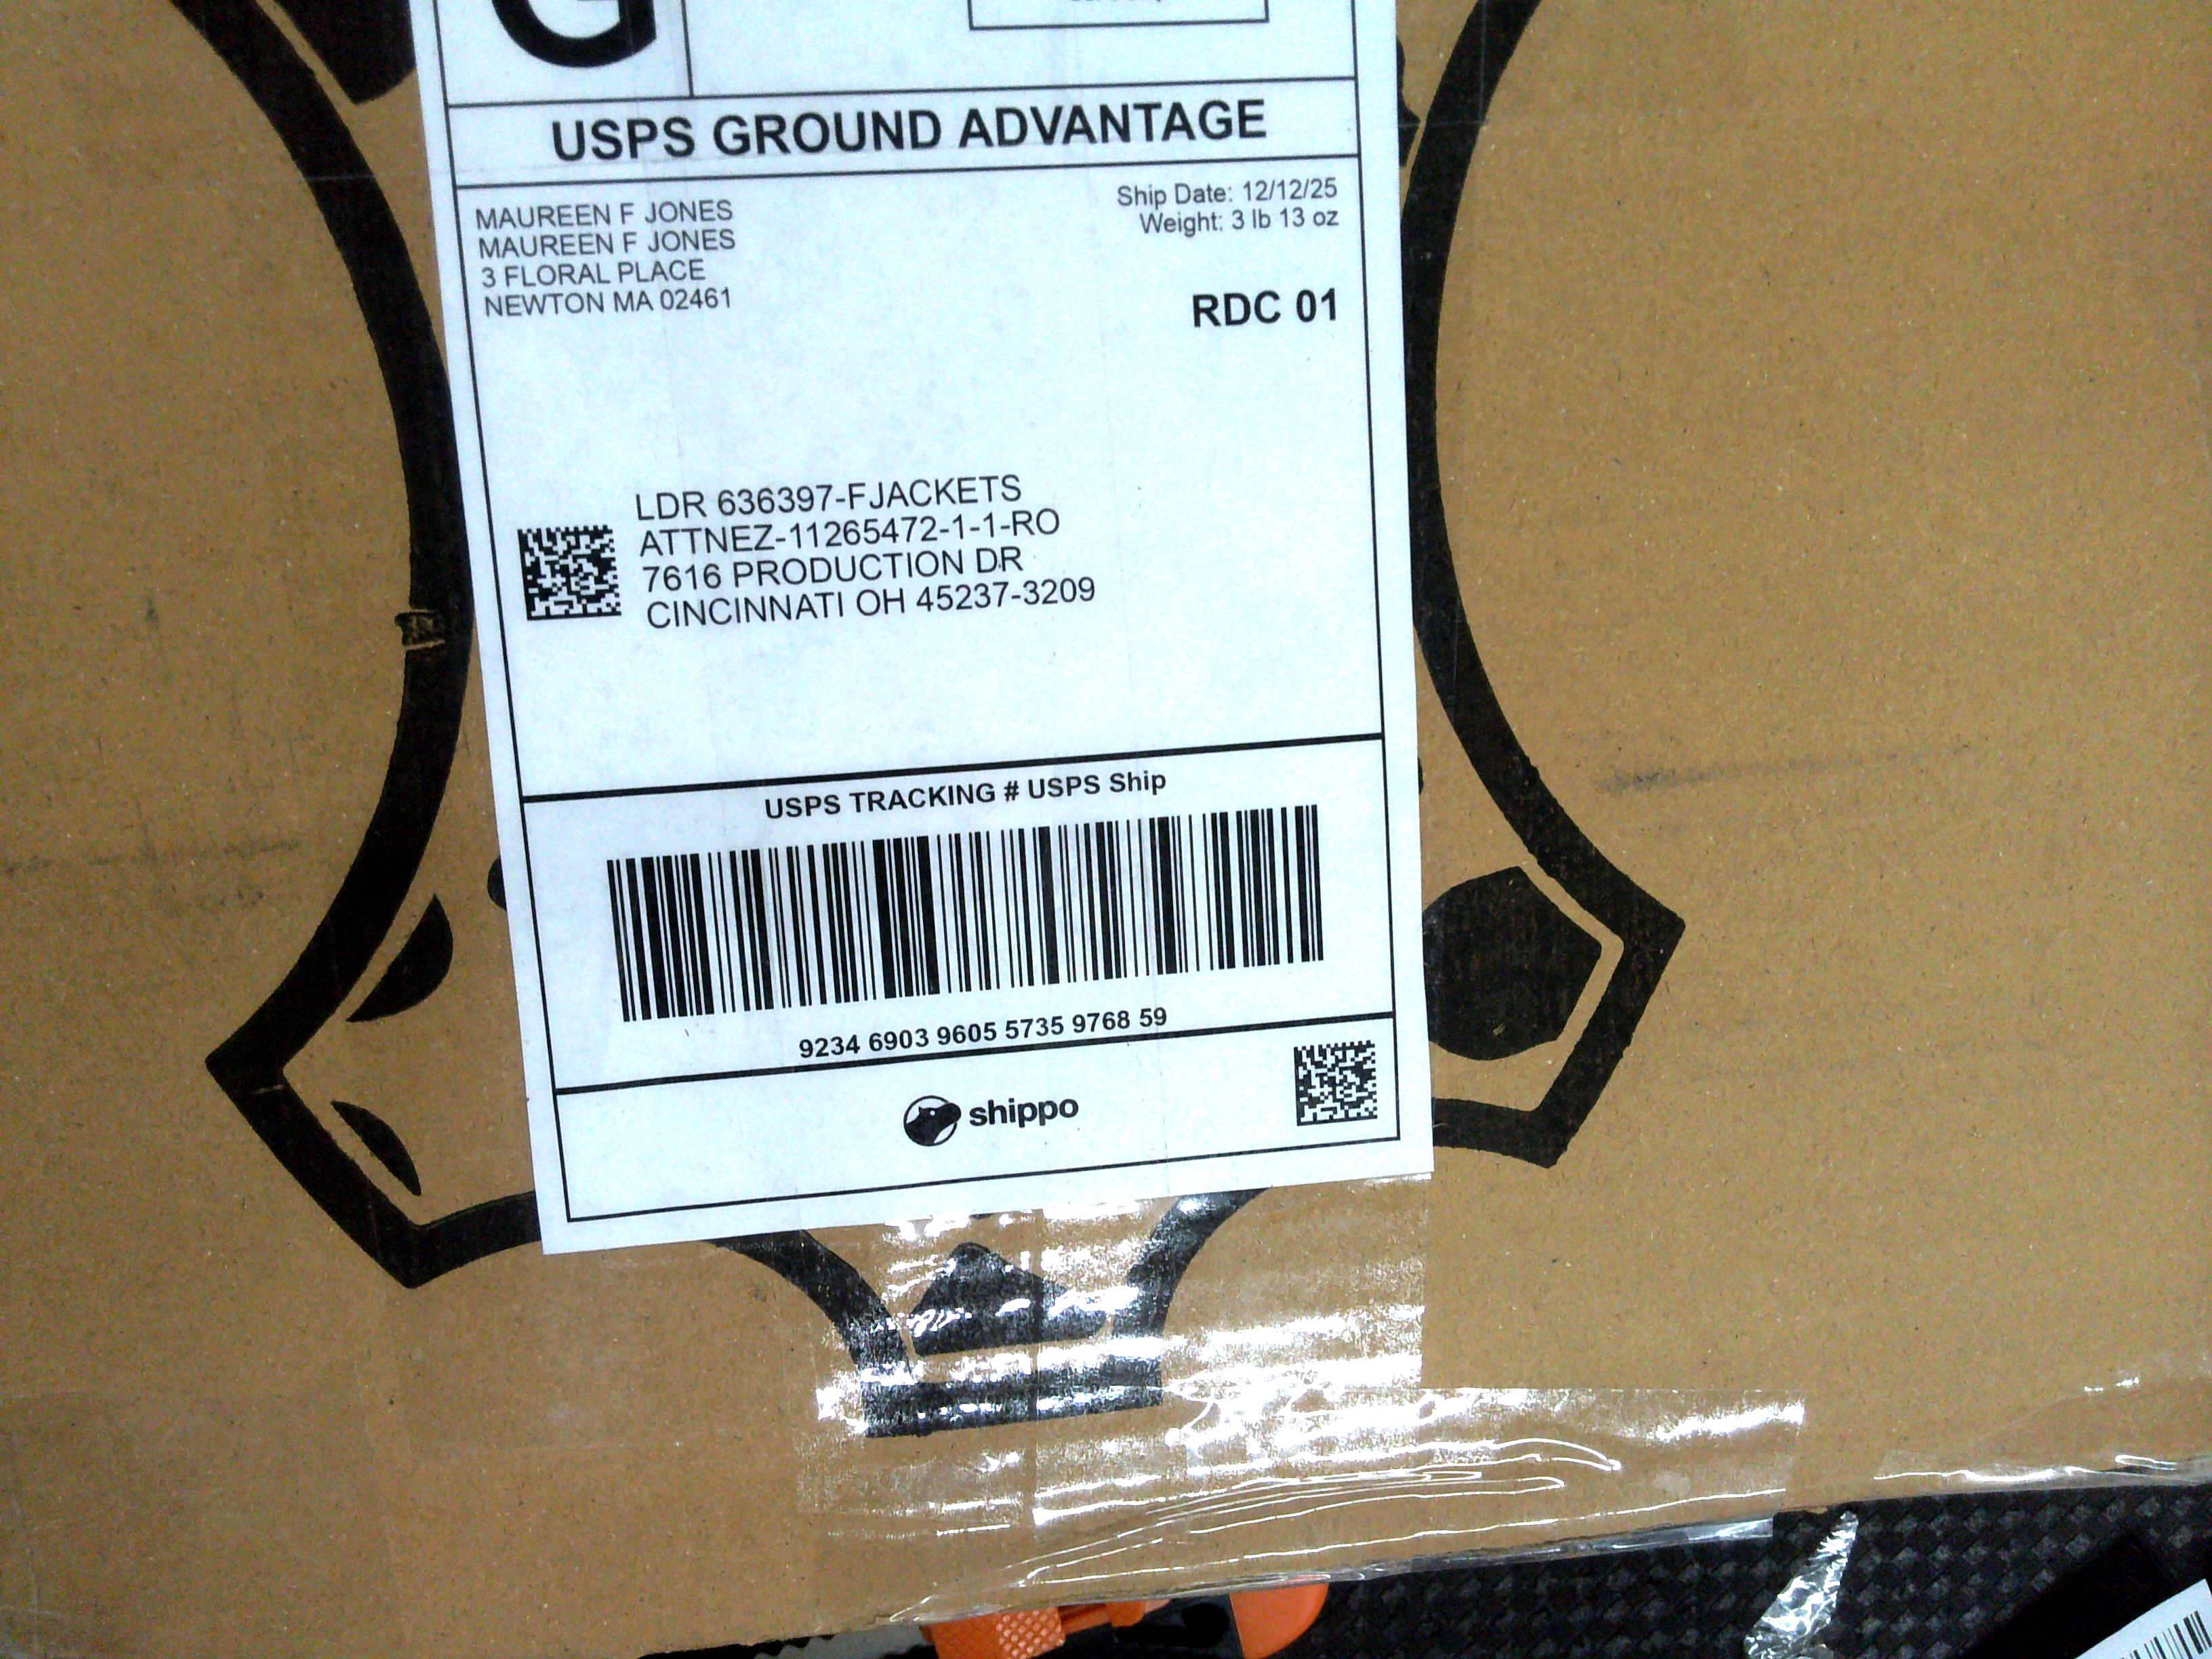 G
USPS GROUND ADVANTAGE
MAUREEN F JONES
MAUREEN F JONES
3 FLORAL PLACE
NEWTON MA 02461
Ship Date: 12/12/25
Weight: 3 lb 13 oz
RDC 01
LDR 636397-FJACKETS
ATTNEZ-11265472-1-1-RO
7616 PRODUCTION DR
CINCINNATI OH 45237-3209
USPS TRACKING # USPS Ship
9234 6903 9605 5735 9768 59
shippo